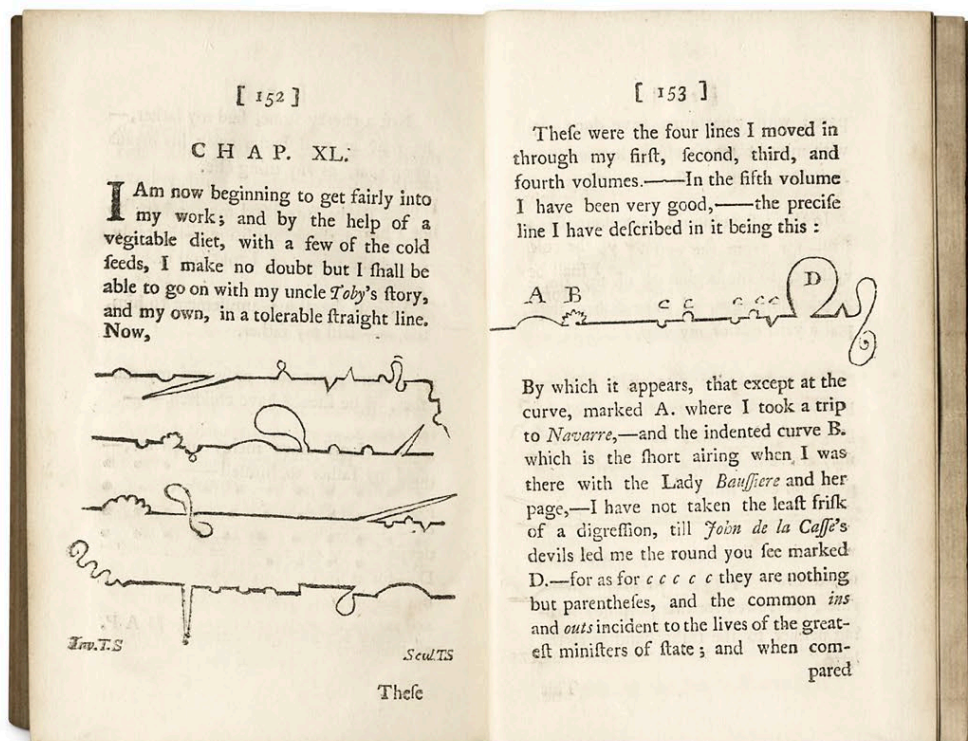 [ 152 ]
CHAP. XL.
I Am now beginning to get fairly into
my work; and by the help of a
vegitable diet, with a few of the cold
ſeeds, I make no doubt but I ſhall be
able to go on with my uncle Toby's ſtory,
and my own, in a tolerable ſtraight line.
Now,
Inv.T.S
Scul.TS
Theſe
[ 153 ]
Theſe were the four lines I moved in
through my firſt, ſecond, third, and
fourth volumes.——In the fifth volume
I have been very good,——the preciſe
line I have deſcribed in it being this :
A B c c c c c D
By which it appears, that except at the
curve, marked A. where I took a trip
to Navarre,—and the indented curve B.
which is the ſhort airing when I was
there with the Lady Bauſſiere and her
page,—I have not taken the leaſt friſk
of a digreſſion, till John de la Caſſe's
devils led me the round you ſee marked
D.—for as for c c c c c they are nothing
but parentheſes, and the common ins
and outs incident to the lives of the great-
eſt miniſters of ſtate ; and when com-
pared